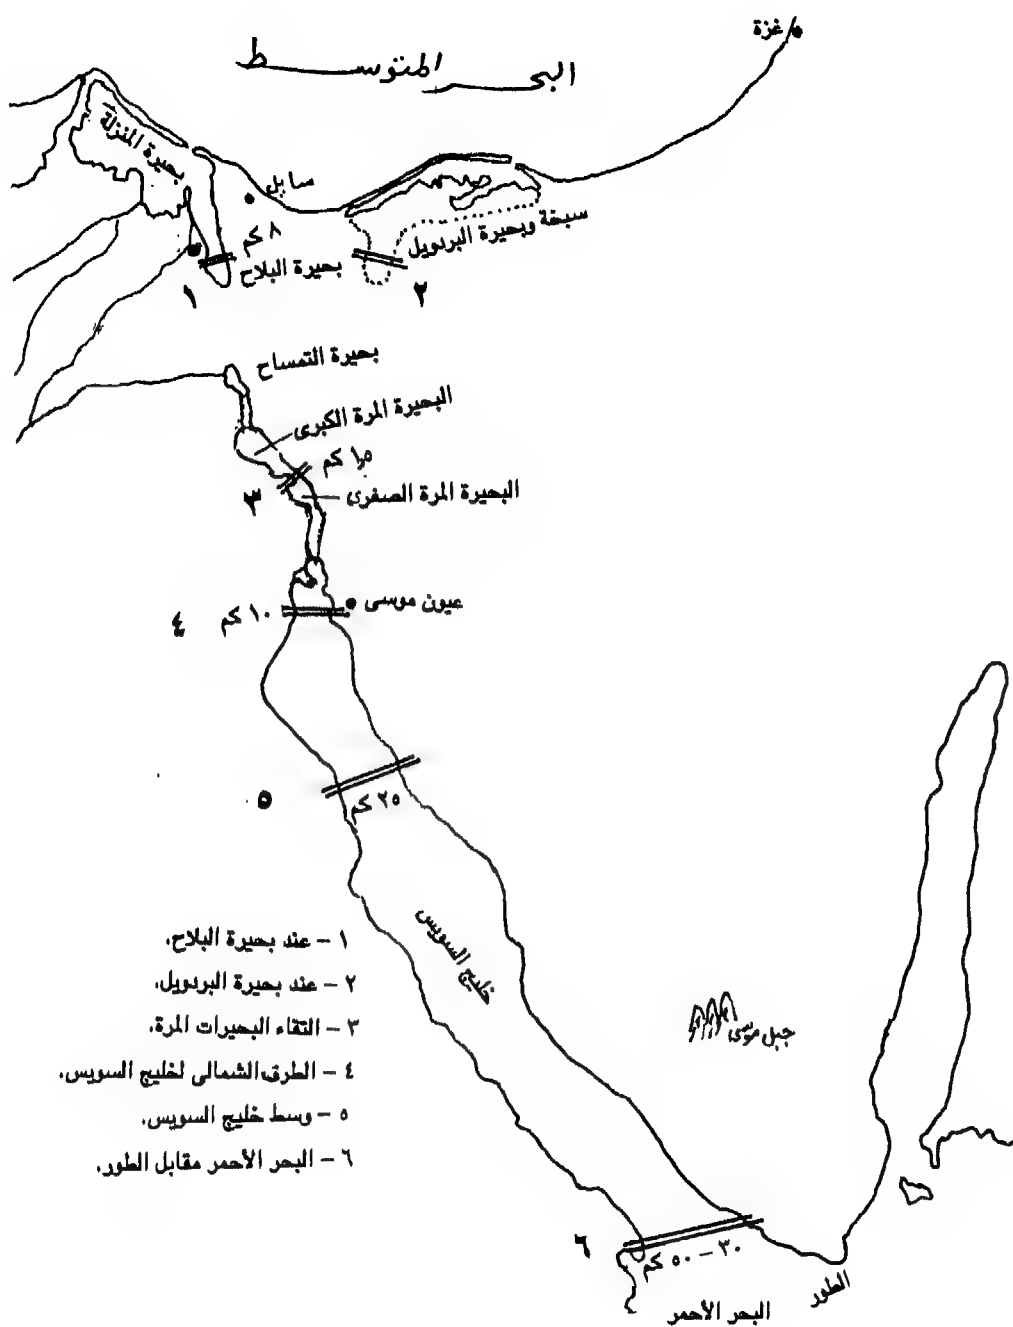 غزة
البحر المتوسط
بحيرة المنزلة
سابل
٨ كم
بحيرة البلاح
سبخة وبحيرة البردويل
١
٢
بحيرة التمساح
البحيرة المرة الكبرى
١٫٥ كم
البحيرة المرة الصغرى
٣
عيون موسى
١٠ كم
٤
٢٥ كم
٥
خليج السويس
جبل موسى
١ – عند بحيرة البلاح.
٢ – عند بحيرة البردويل.
٣ – التقاء البحيرات المرة.
٤ – الطرف الشمالى لخليج السويس.
٥ – وسط خليج السويس.
٦ – البحر الأحمر مقابل الطور.
٦
٣٠ – ٥٠ كم
الطور
البحر الأحمر